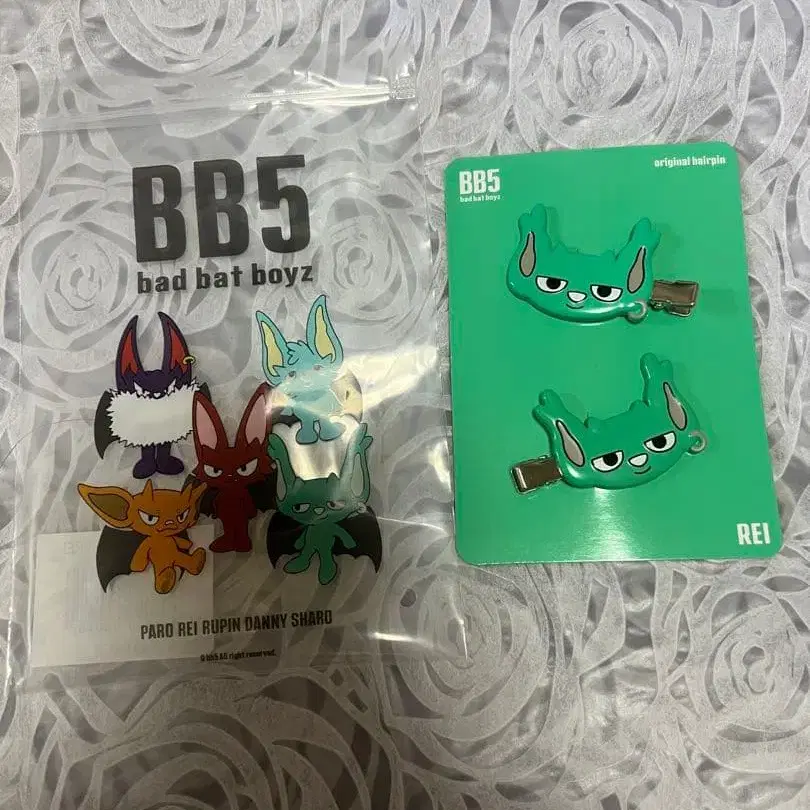 BB5
bad bat boyz
PARO REI RUPIN DANNY SHARO
© bb5 All right reserved.
BB5
bad bat boyz
original hairpin
REI